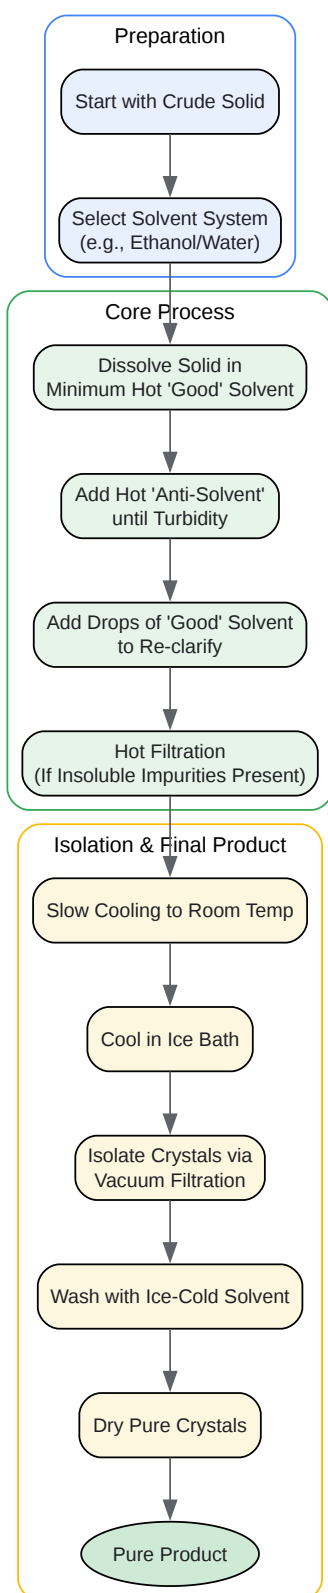 Preparation
Start with Crude Solid
Select Solvent System
(e.g., Ethanol/Water)
Core Process
Dissolve Solid in
Minimum Hot 'Good' Solvent
Add Hot 'Anti-Solvent'
until Turbidity
Add Drops of 'Good' Solvent
to Re-clarify
Hot Filtration
(If Insoluble Impurities Present)
Isolation & Final Product
Slow Cooling to Room Temp
Cool in Ice Bath
Isolate Crystals via
Vacuum Filtration
Wash with Ice-Cold Solvent
Dry Pure Crystals
Pure Product